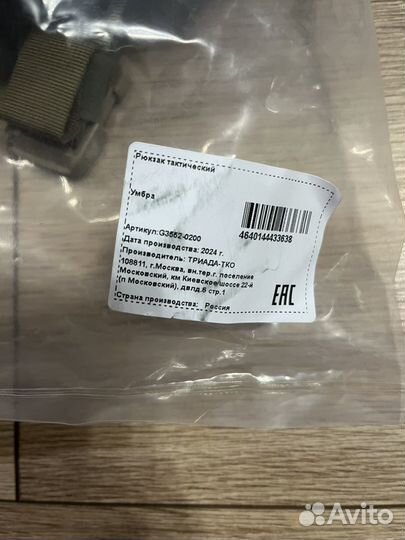 Рюкзак тактический
Умбра
4640144433638
Артикул:G3552-0200
Дата производства: 2024 г.
Производитель: ТРИАДА-ТКО
108811, г.Москва, вн.тер.г. поселение
Московский, км Киевское шоссе 22-й
(п Московский), двлд.6 стр.1
Страна производства: Россия
EAC
Avito